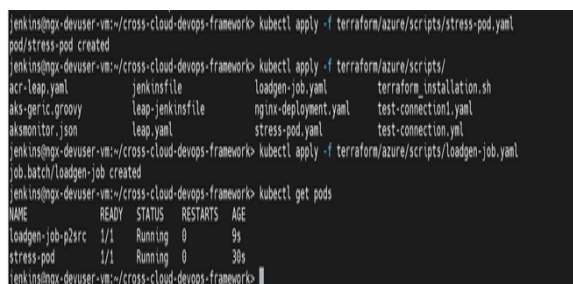 jenkins@ngx-devuser-vm:~/cross-cloud-devops-framework> kubectl apply -f terraform/azure/scripts/stress-pod.yaml
pod/stress-pod created
jenkins@ngx-devuser-vm:~/cross-cloud-devops-framework> kubectl apply -f terraform/azure/scripts/
acr-leap.yaml jenkinsfile loadgen-job.yaml terraform_installation.sh
aks-geric.groovy leap-jenkinsfile nginx-deployment.yaml test-connection1.yaml
aksmonitor.json leap.yaml stress-pod.yaml test-connection.yml
jenkins@ngx-devuser-vm:~/cross-cloud-devops-framework> kubectl apply -f terraform/azure/scripts/loadgen-job.yaml
job.batch/loadgen-job created
jenkins@ngx-devuser-vm:~/cross-cloud-devops-framework> kubectl get pods
NAME READY STATUS RESTARTS AGE
loadgen-job-p2src 1/1 Running 0 9s
stress-pod 1/1 Running 0 30s
jenkins@ngx-devuser-vm:~/cross-cloud-devops-framework>